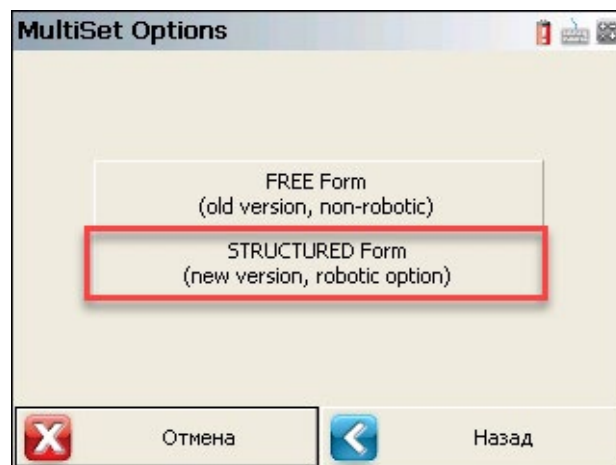 MultiSet Options
FREE Form
(old version, non-robotic)
STRUCTURED Form
(new version, robotic option)
Отмена
Назад